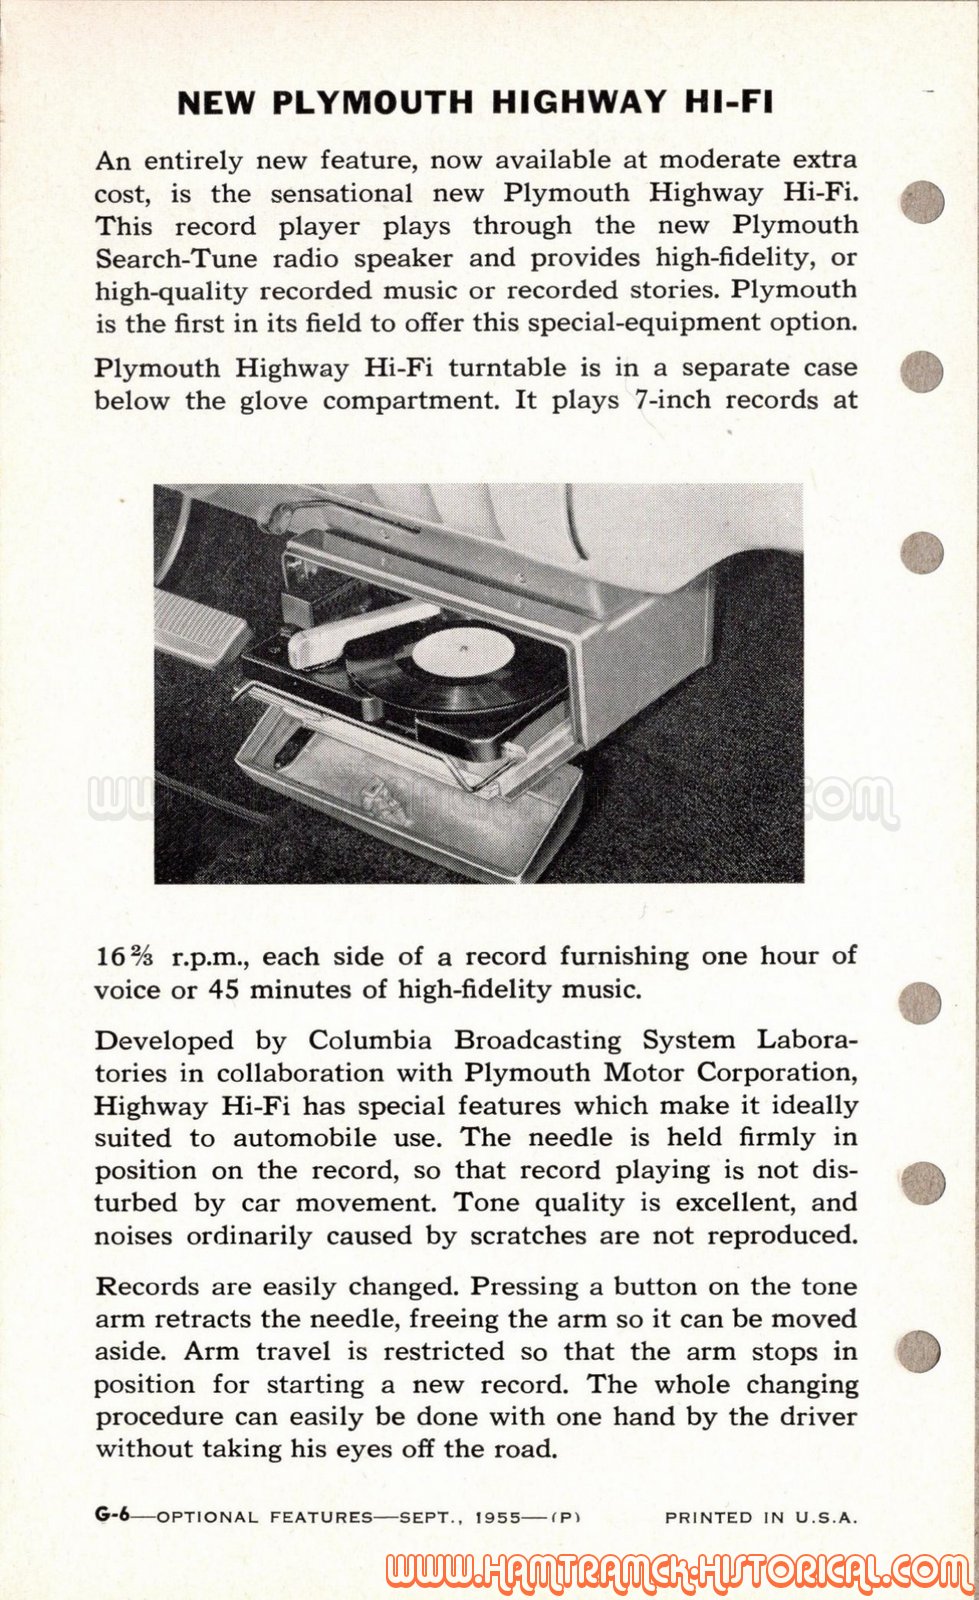 NEW PLYMOUTH HIGHWAY HI-FI
An entirely new feature, now available at moderate extra
cost, is the sensational new Plymouth Highway Hi-Fi.
This record player plays through the new Plymouth
Search-Tune radio speaker and provides high-fidelity, or
high-quality recorded music or recorded stories. Plymouth
is the first in its field to offer this special-equipment option.
Plymouth Highway Hi-Fi turntable is in a separate case
below the glove compartment. It plays 7-inch records at
16⅔ r.p.m., each side of a record furnishing one hour of
voice or 45 minutes of high-fidelity music.
Developed by Columbia Broadcasting System Labora-
tories in collaboration with Plymouth Motor Corporation,
Highway Hi-Fi has special features which make it ideally
suited to automobile use. The needle is held firmly in
position on the record, so that record playing is not dis-
turbed by car movement. Tone quality is excellent, and
noises ordinarily caused by scratches are not reproduced.
Records are easily changed. Pressing a button on the tone
arm retracts the needle, freeing the arm so it can be moved
aside. Arm travel is restricted so that the arm stops in
position for starting a new record. The whole changing
procedure can easily be done with one hand by the driver
without taking his eyes off the road.
G-6—OPTIONAL FEATURES—SEPT., 1955—(P) PRINTED IN U.S.A.
www.HAMTRAMCK-HISTORICAL.COM